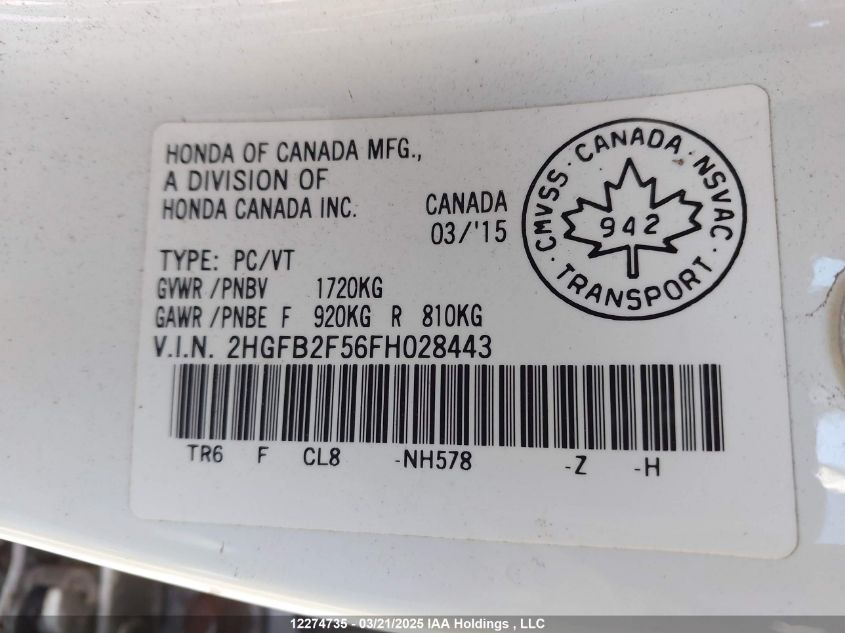 HONDA OF CANADA MFG.,
A DIVISION OF
HONDA CANADA INC.
CANADA
03/'15
CMVSS · CANADA · NSVAC
942
· TRANSPORT ·
TYPE: PC/VT
GVWR /PNBV 1720KG
GAWR /PNBE F 920KG R 810KG
V.I.N. 2HGFB2F56FH028443
TR6 F CL8 -NH578 -Z -H
12274735 - 03/21/2025 IAA Holdings , LLC